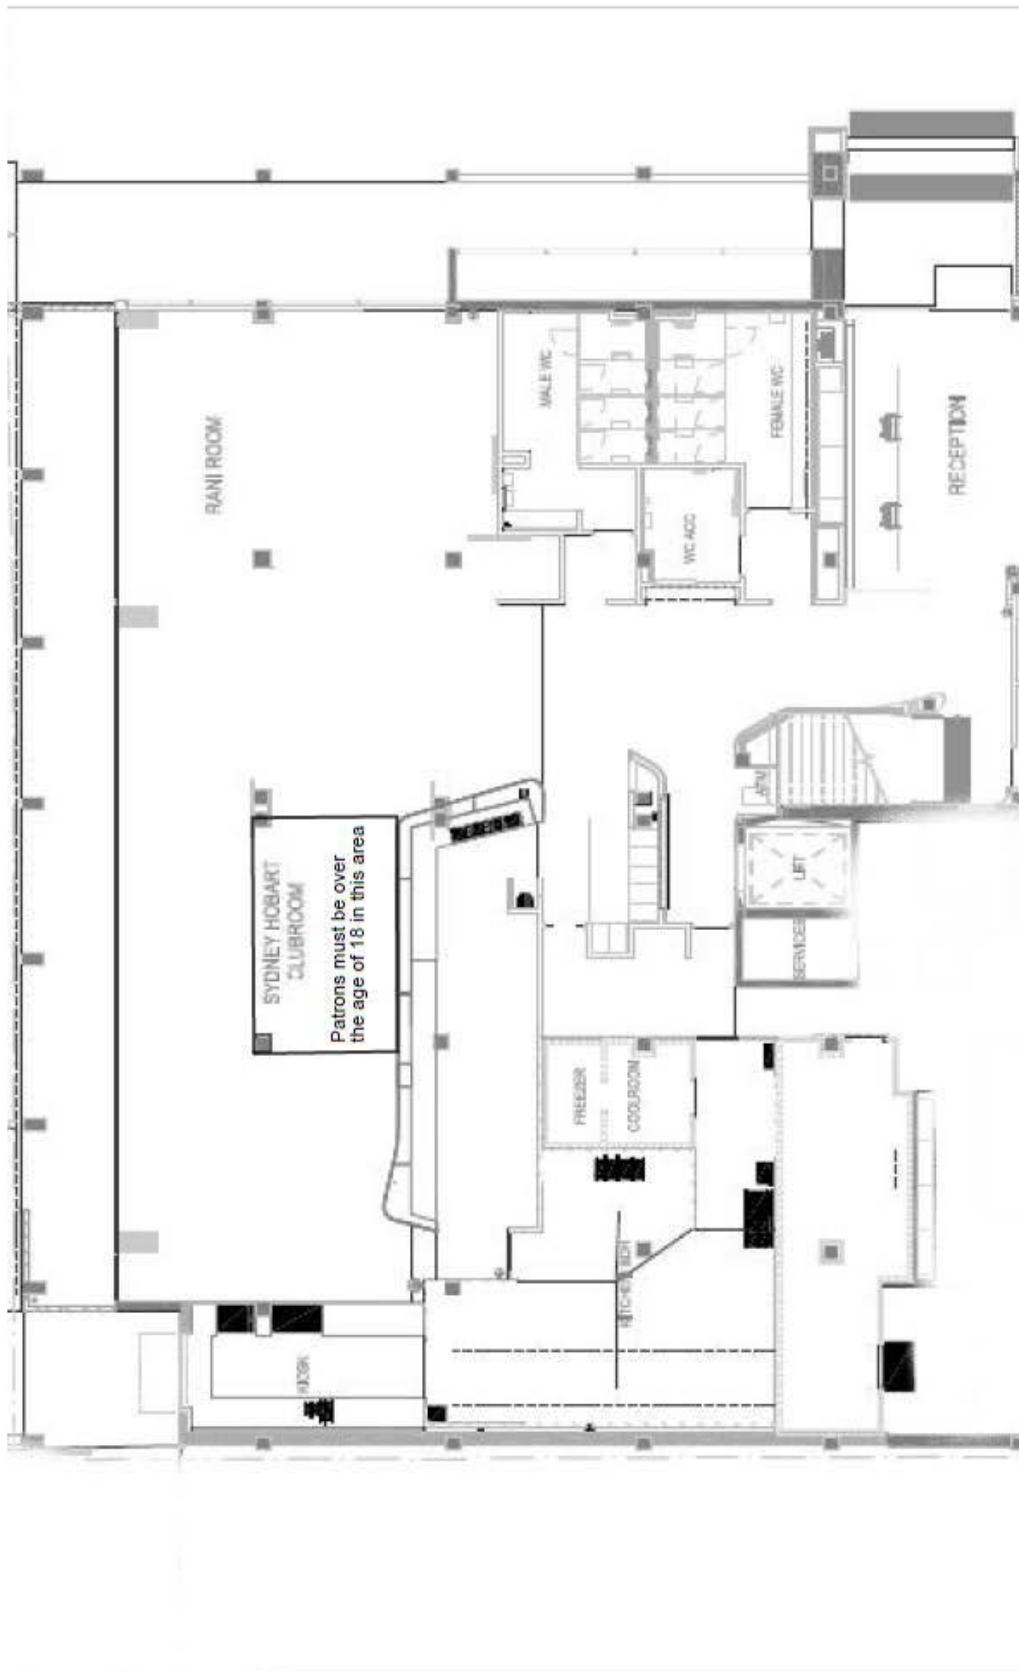 RANI ROOM
MALE WC
FEMALE WC
WC ACC
RECEPTION
SYDNEY HOBART
CLUBROOM
Patrons must be over
the age of 18 in this area
ATM
LIFT
SERVICES
FREEZER
COOLROOM
KIOSK